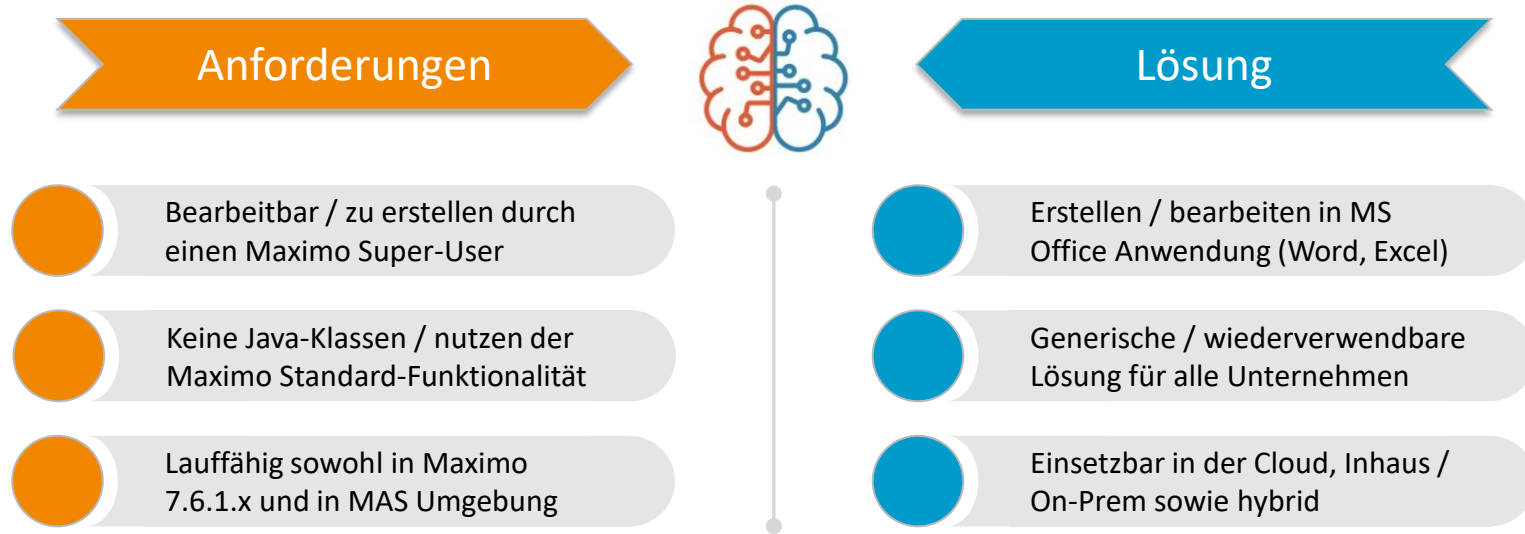 Anforderungen
Bearbeitbar / zu erstellen durch
einen Maximo Super-User
Keine Java-Klassen / nutzen der
Maximo Standard-Funktionalität
Lauffähig sowohl in Maximo
7.6.1.x und in MAS Umgebung
Lösung
Erstellen / bearbeiten in MS
Office Anwendung (Word, Excel)
Generische / wiederverwendbare
Lösung für alle Unternehmen
Einsetzbar in der Cloud, Inhaus /
On-Prem sowie hybrid